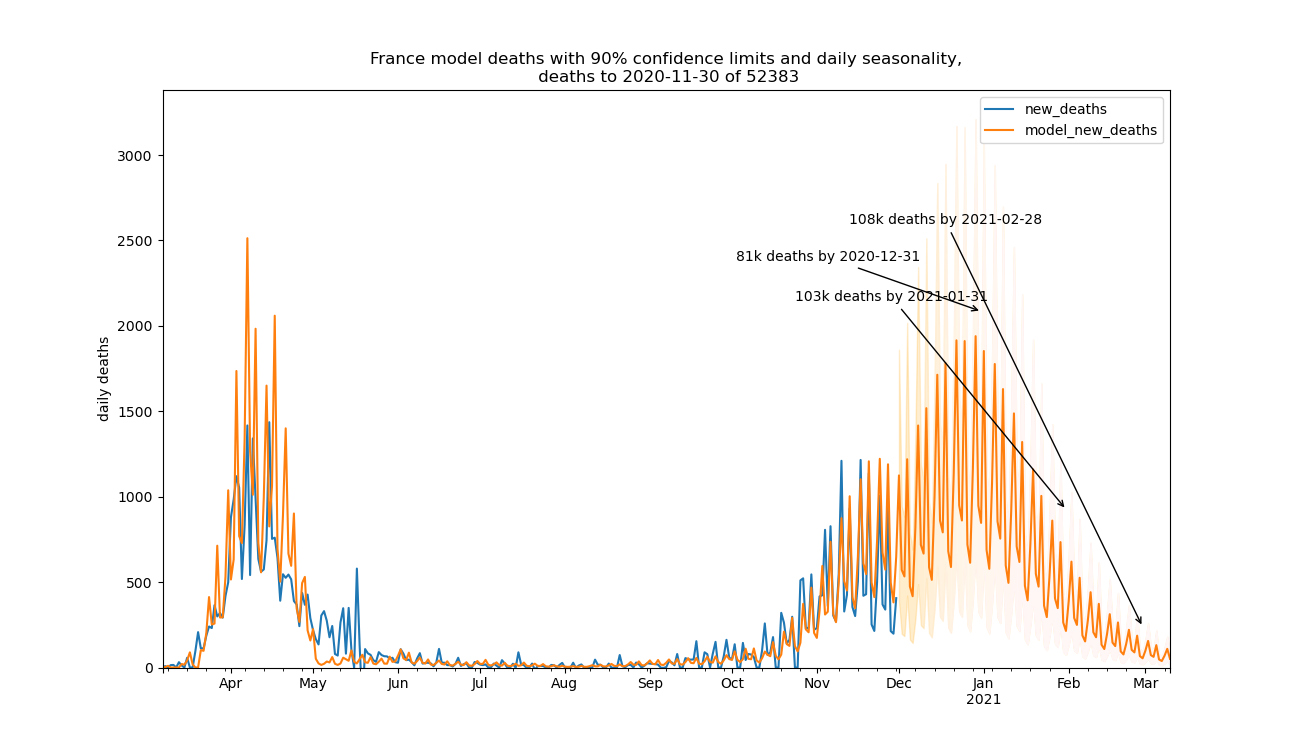 France model deaths with 90% confidence limits and daily seasonality,
deaths to 2020-11-30 of 52383
new_deaths
model_new_deaths
3000
2500
2000
1500
1000
500
0
daily deaths
108k deaths by 2021-02-28
81k deaths by 2020-12-31
103k deaths by 2021-01-31
Apr May Jun Jul Aug Sep Oct Nov Dec Jan Feb Mar
2021